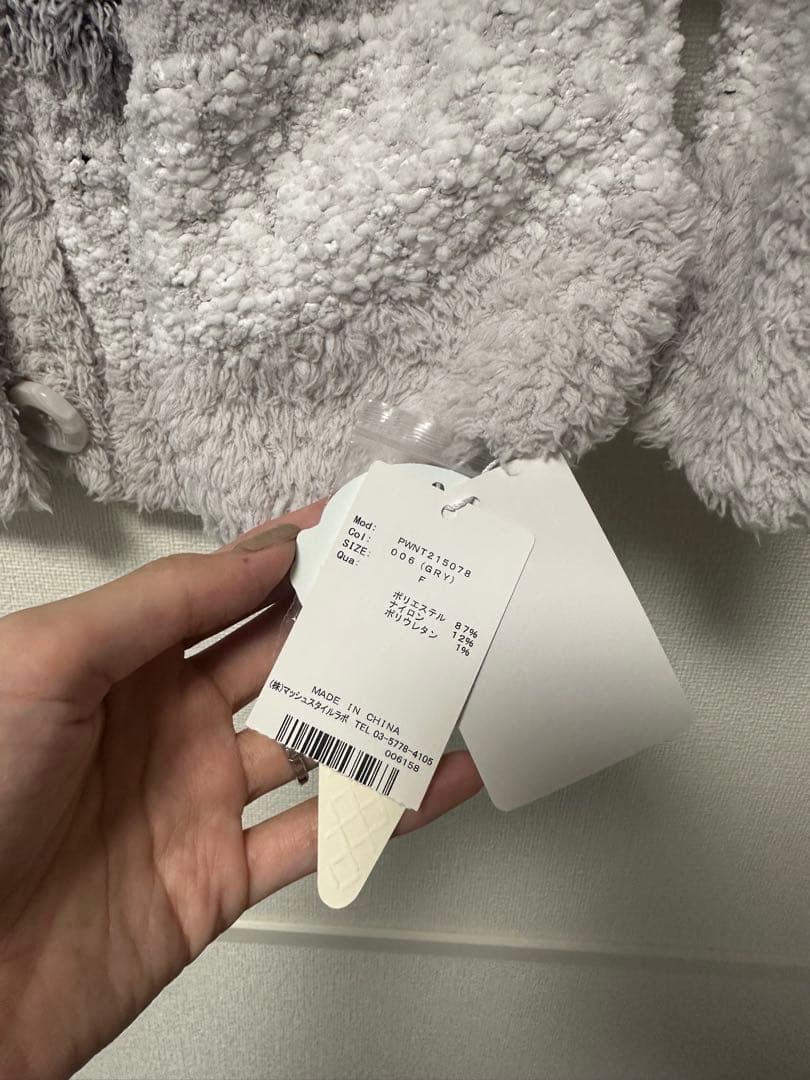 Mod: PWNT215078
Col: 006(GRY)
SIZE: F
Qua:
ポリエステル 87%
ナイロン 12%
ポリウレタン 1%
MADE IN CHINA
(株)マッシュスタイルラボ TEL 03-5778-4105
006158